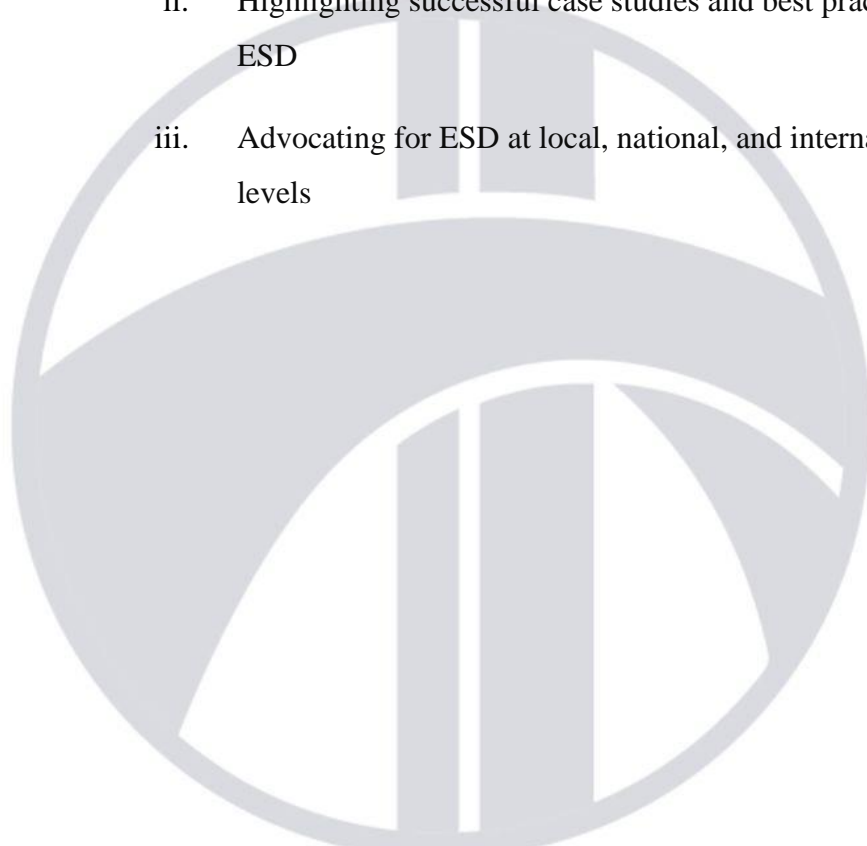 ii. Highlighting successful case studies and best
ESD
iii. Advocating for ESD at local, national, and
levels